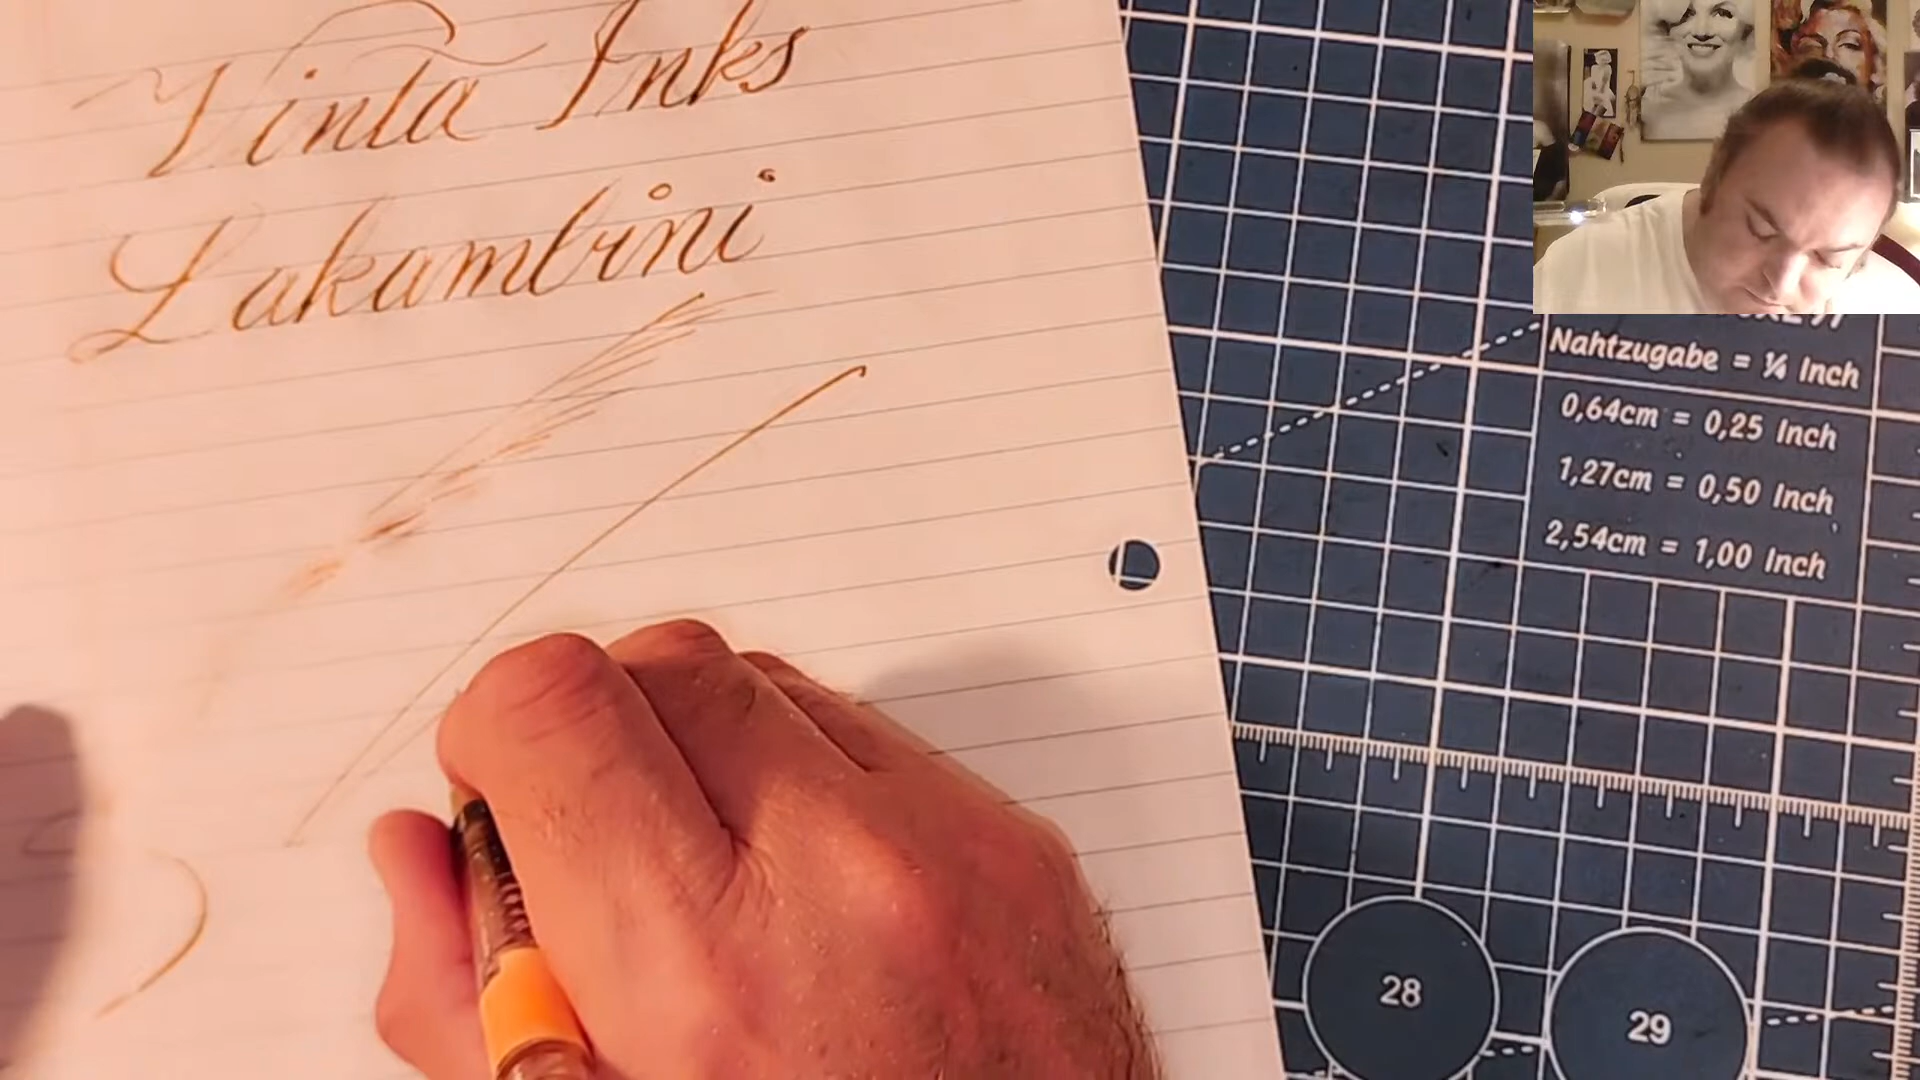 Vinta Inks
Lakambini
Nahtzugabe = ¼ Inch
0,64cm = 0,25 Inch
1,27cm = 0,50 Inch
2,54cm = 1,00 Inch
28
29